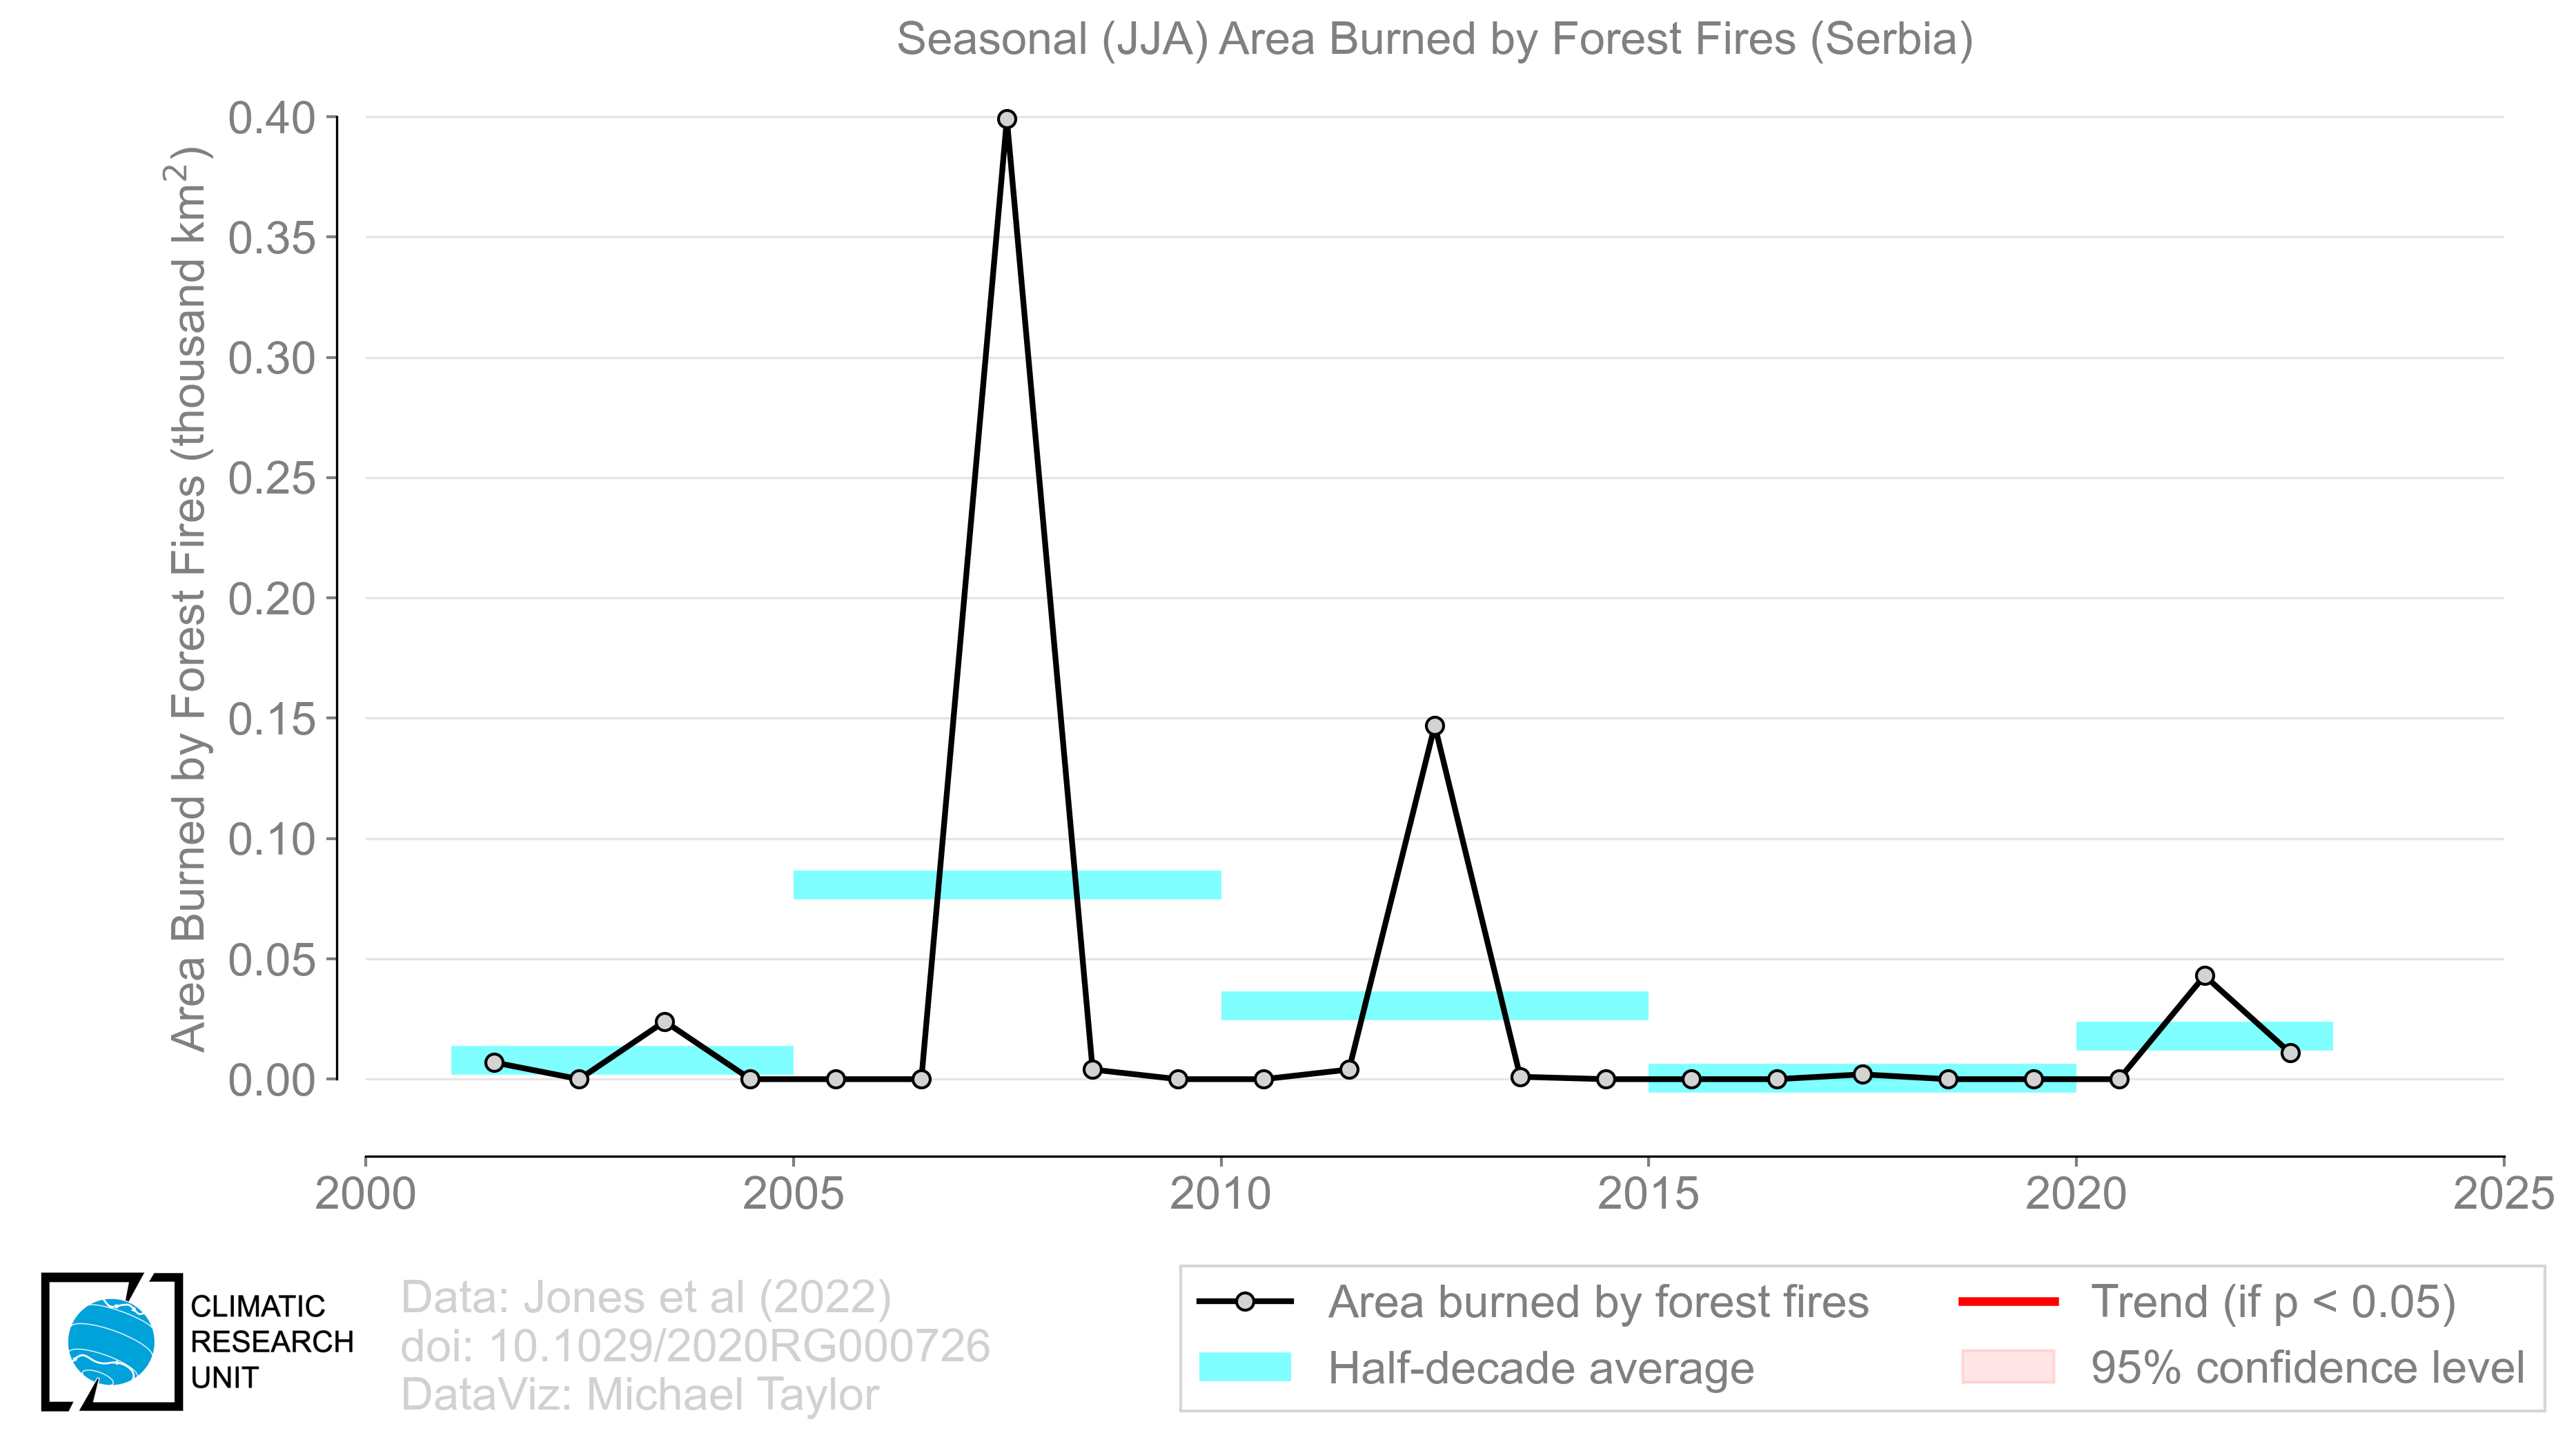 Seasonal (JJA) Area Burned by Forest Fires (Serbia)
Area Burned by Forest Fires (thousand km²)
0.40
0.35
0.30
0.25
0.20
0.15
0.10
0.05
0.00
2000
2005
2010
2015
2020
2025
CLIMATIC
RESEARCH
UNIT
Data: Jones et al (2022)
doi: 10.1029/2020RG000726
DataViz: Michael Taylor
Area burned by forest fires
Half-decade average
Trend (if p < 0.05)
95% confidence level